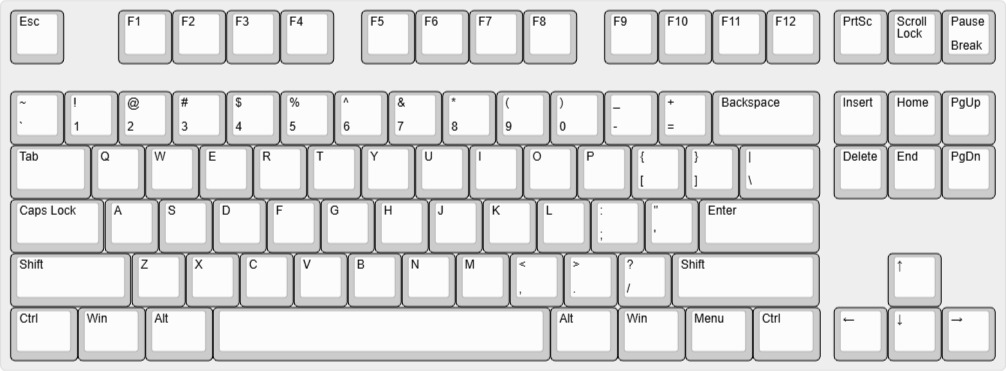 Esc F1 F2 F3 F4 F5 F6 F7 F8 F9 F10 F11 F12 PrtSc Scroll Pause
Lock Break
~ ! @ # $ % ^ & * ( ) _ + Backspace Insert Home PgUp
` 1 2 3 4 5 6 7 8 9 0 - =
Tab Q W E R T Y U I O P { } | Delete End PgDn
[ ] \
Caps Lock A S D F G H J K L : " Enter
; '
Shift Z X C V B N M < > ? Shift ↑
, . /
Ctrl Win Alt Alt Win Menu Ctrl ← ↓ →